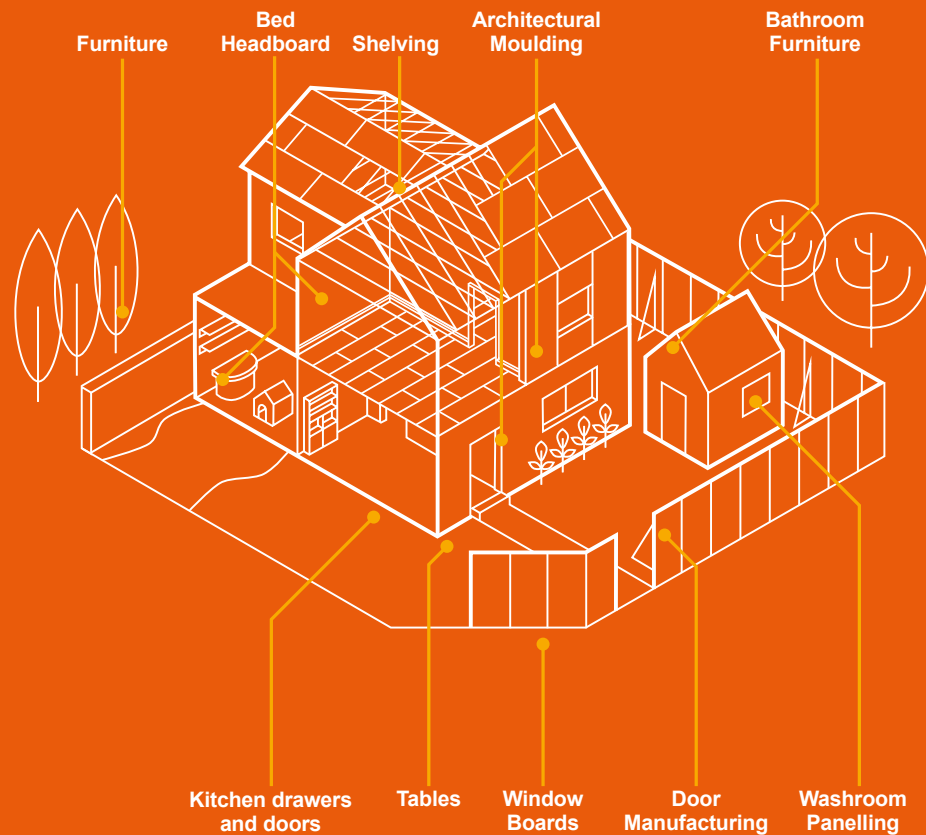 Furniture
Bed
Headboard
Shelving
Architectural
Moulding
Bathroom
Furniture
Kitchen drawers
and doors
Tables
Window
Boards
Door
Manufacturing
Washroom
Panelling